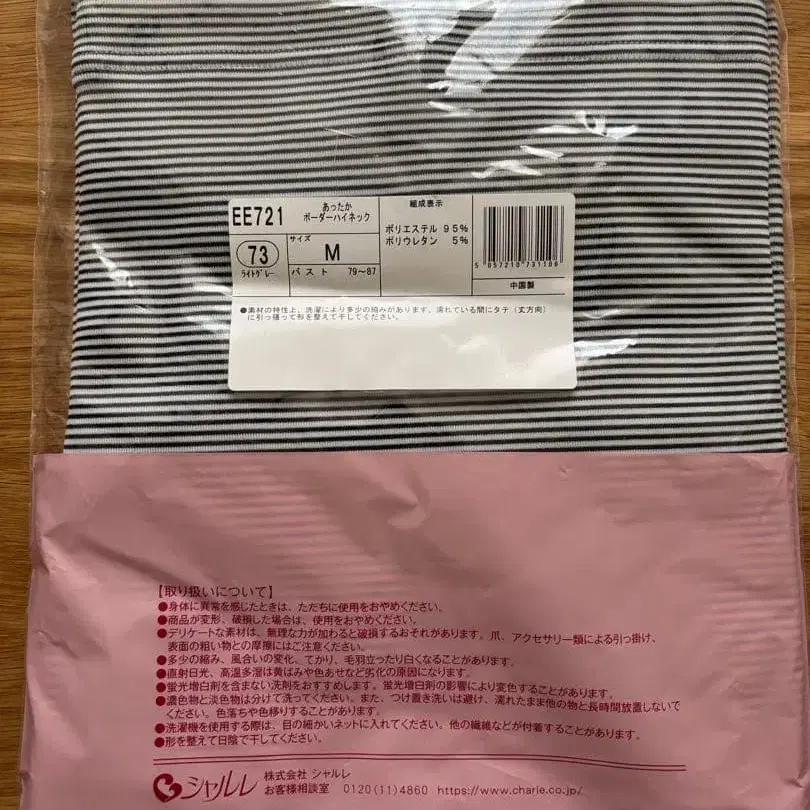 EE721
あったか
ボーダーハイネック
組成表示
ポリエステル 95%
ポリウレタン 5%
73
ライトグレー
サイズ
M
バスト 79～87
5 057210 731106
中国製
●素材の特性上、洗濯により多少の縮みがあります。濡れている間にタテ（丈方向）
に引っ張って形を整えて干してください。
【取り扱いについて】
●身体に異常を感じたときは、ただちに使用をおやめください。
●商品が変形、破損した場合は、使用をおやめください。
●デリケートな素材は、無理な力が加わると破損するおそれがあります。爪、アクセサリー類による引っ掛け、
表面の粗い物との摩擦にはご注意ください。
●多少の縮み、風合いの変化、てかり、毛羽立ったり白くなることがあります。
●直射日光、高温多湿は黄ばみや色あせなど劣化の原因になります。
●蛍光増白剤を含まない洗剤をおすすめします。蛍光増白剤の影響により変色することがあります。
●濃色物と淡色物は分けて洗ってください。また、つけ置き洗いは避け、濡れたまま他の物と長時間放置しないで
ください。色落ちや色移りすることがあります。
●洗濯機を使用する際は、目の細かいネットに入れてください。他の繊維などが付着することがあります。
●形を整えて日陰で干してください。
シャルレ 株式会社 シャルレ
お客様相談室 0120(11)4860 https://www.charle.co.jp/